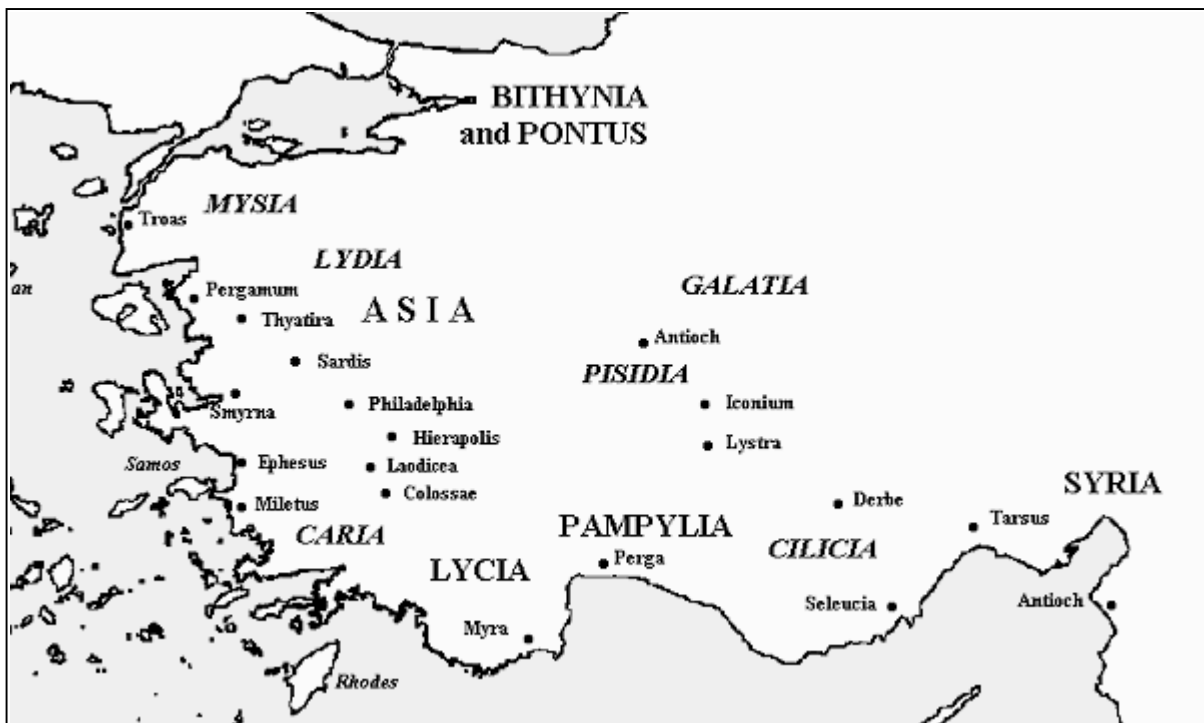 BITHYNIA
and PONTUS
MYSIA
Troas
LYDIA
an
Pergamum
GALATIA
A S I A
Thyatira
Antioch
Sardis
PISIDIA
Smyrna
Philadelphia
Iconium
Hierapolis
Lystra
Samos
Ephesus
Laodicea
SYRIA
Colossae
Miletus
Derbe
Tarsus
CARIA
PAMPYLIA
CILICIA
LYCIA
Perga
Seleucia
Antioch
Myra
Rhodes